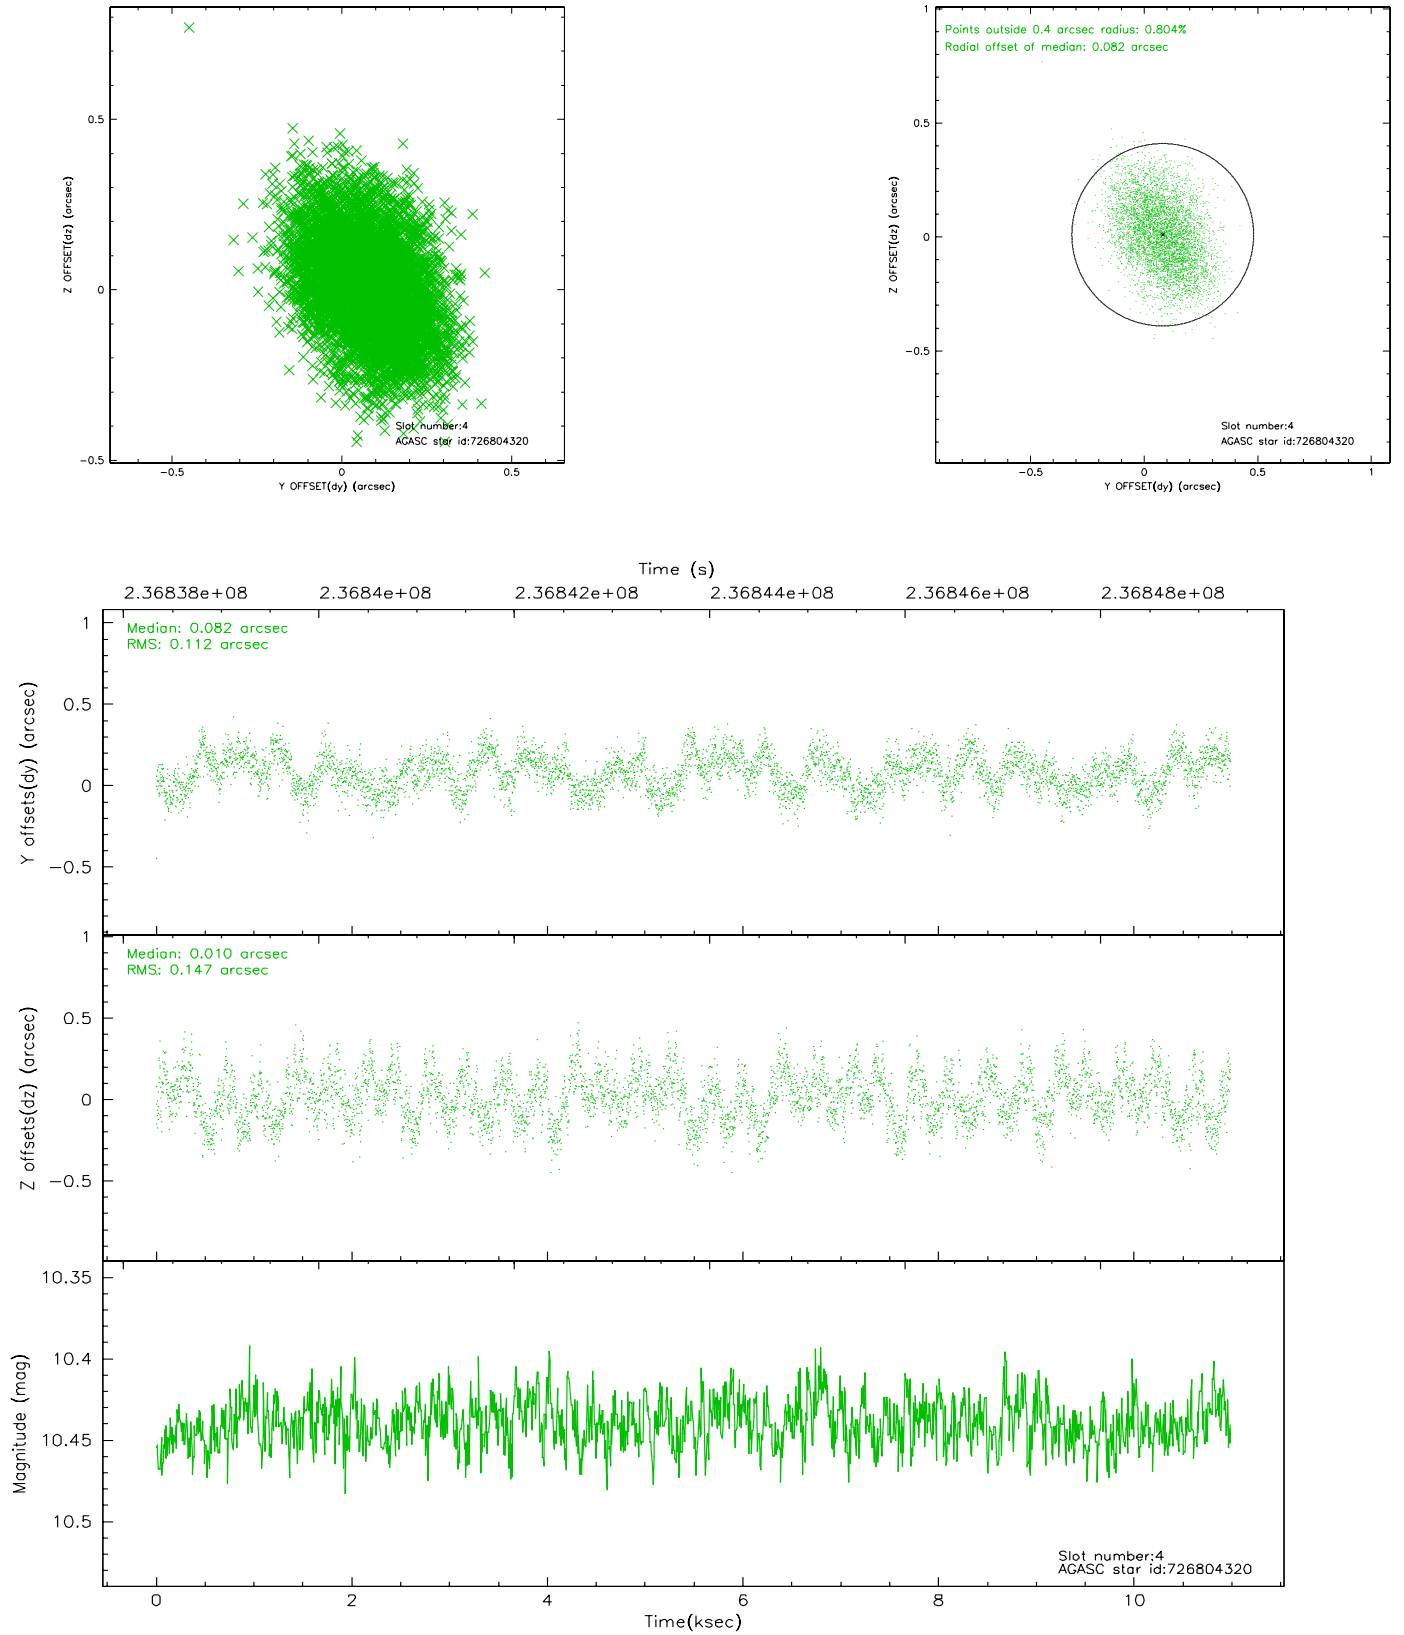 0.5
0
−0.5
Z OFFSET(dz) (arcsec)
Slot number:4
AGASC star id:726804320
−0.5 0 0.5
Y OFFSET(dy) (arcsec)
Points outside 0.4 arcsec radius: 0.804%
Radial offset of median: 0.082 arcsec
1
0.5
0
−0.5
Z OFFSET(dz) (arcsec)
Slot number:4
AGASC star id:726804320
−0.5 0 0.5 1
Y OFFSET(dy) (arcsec)
Time (s)
2.36838e+08 2.3684e+08 2.36842e+08 2.36844e+08 2.36846e+08 2.36848e+08
Median: 0.082 arcsec
RMS: 0.112 arcsec
1
0.5
0
−0.5
Y offsets(dy) (arcsec)
Median: 0.010 arcsec
RMS: 0.147 arcsec
1
0.5
0
−0.5
Z offsets(dz) (arcsec)
10.35
10.4
10.45
10.5
Magnitude (mag)
Slot number:4
AGASC star id:726804320
0 2 4 6 8 10
Time(ksec)